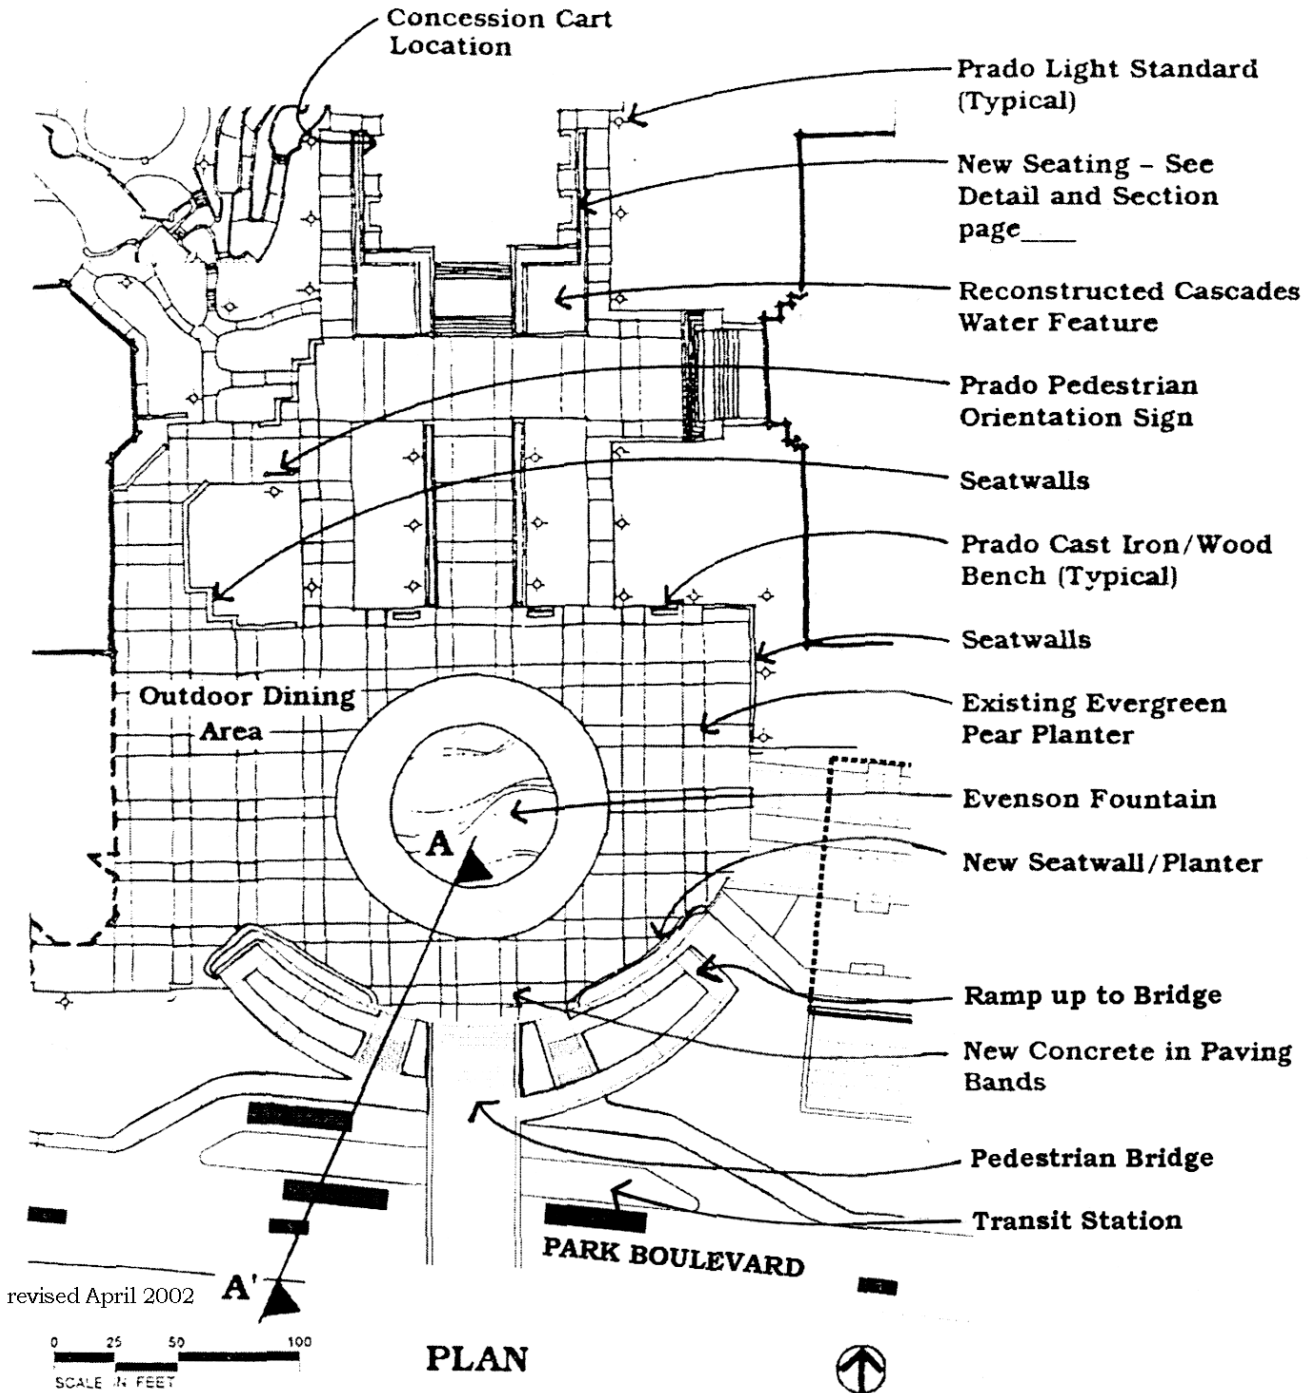 Concession Cart
Location
Prado Light Standard
(Typical)
New Seating – See
Detail and Section
page____
Reconstructed Cascades
Water Feature
Prado Pedestrian
Orientation Sign
Seatwalls
Prado Cast Iron/Wood
Bench (Typical)
Seatwalls
Outdoor Dining
Area
Existing Evergreen
Pear Planter
Evenson Fountain
A
New Seatwall/Planter
Ramp up to Bridge
New Concrete in Paving
Bands
Pedestrian Bridge
Transit Station
PARK BOULEVARD
A'
revised April 2002
0 25 50 100
SCALE IN FEET
PLAN